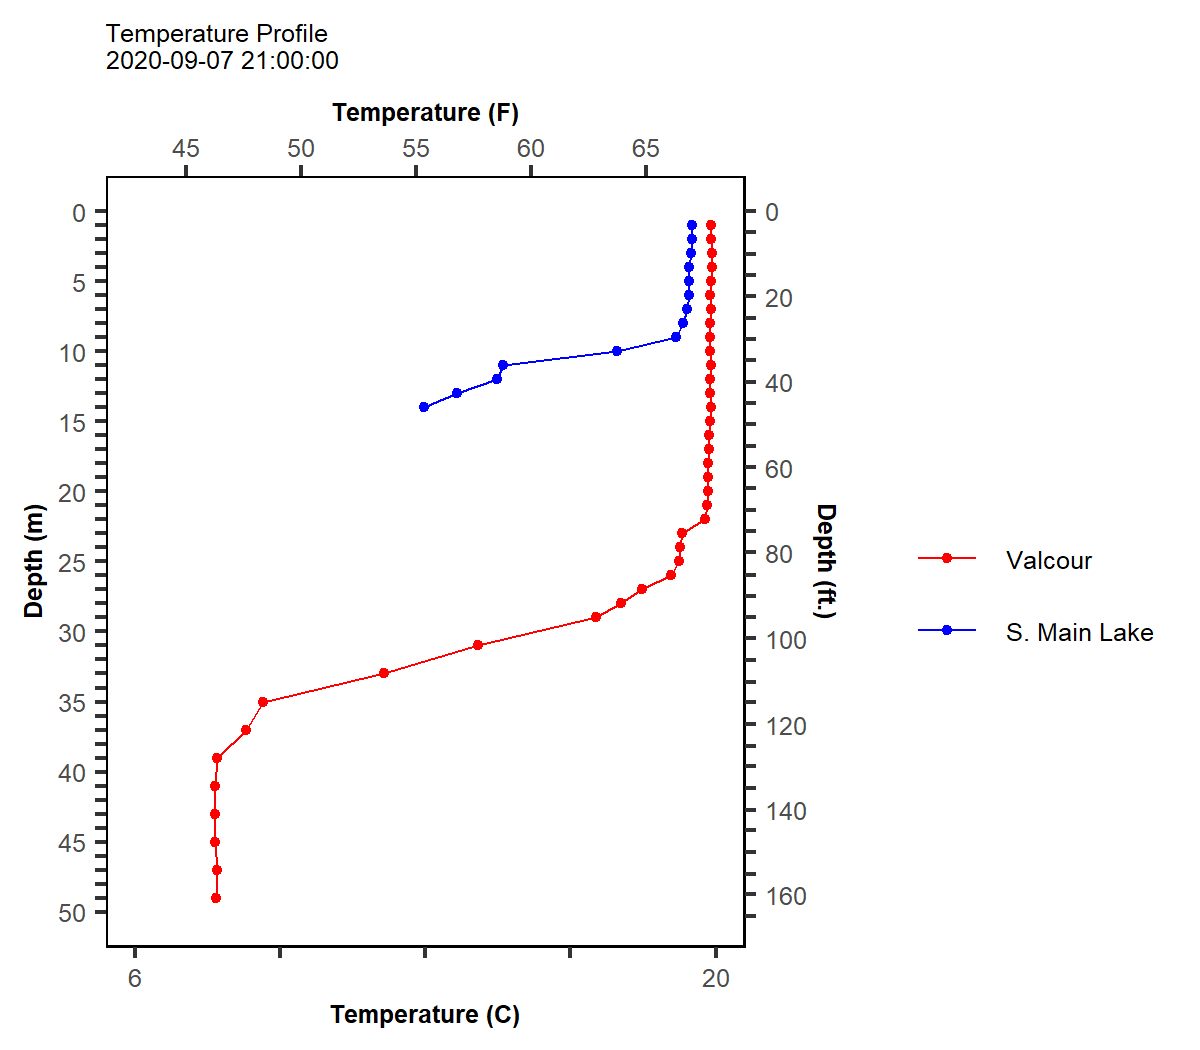 Temperature Profile
2020-09-07 21:00:00
Temperature (F)
45 50 55 60 65
0
5
10
15
20
25
30
35
40
45
50
Depth (m)
0
20
40
60
80
100
120
140
160
Depth (ft.)
Valcour
S. Main Lake
6 20
Temperature (C)